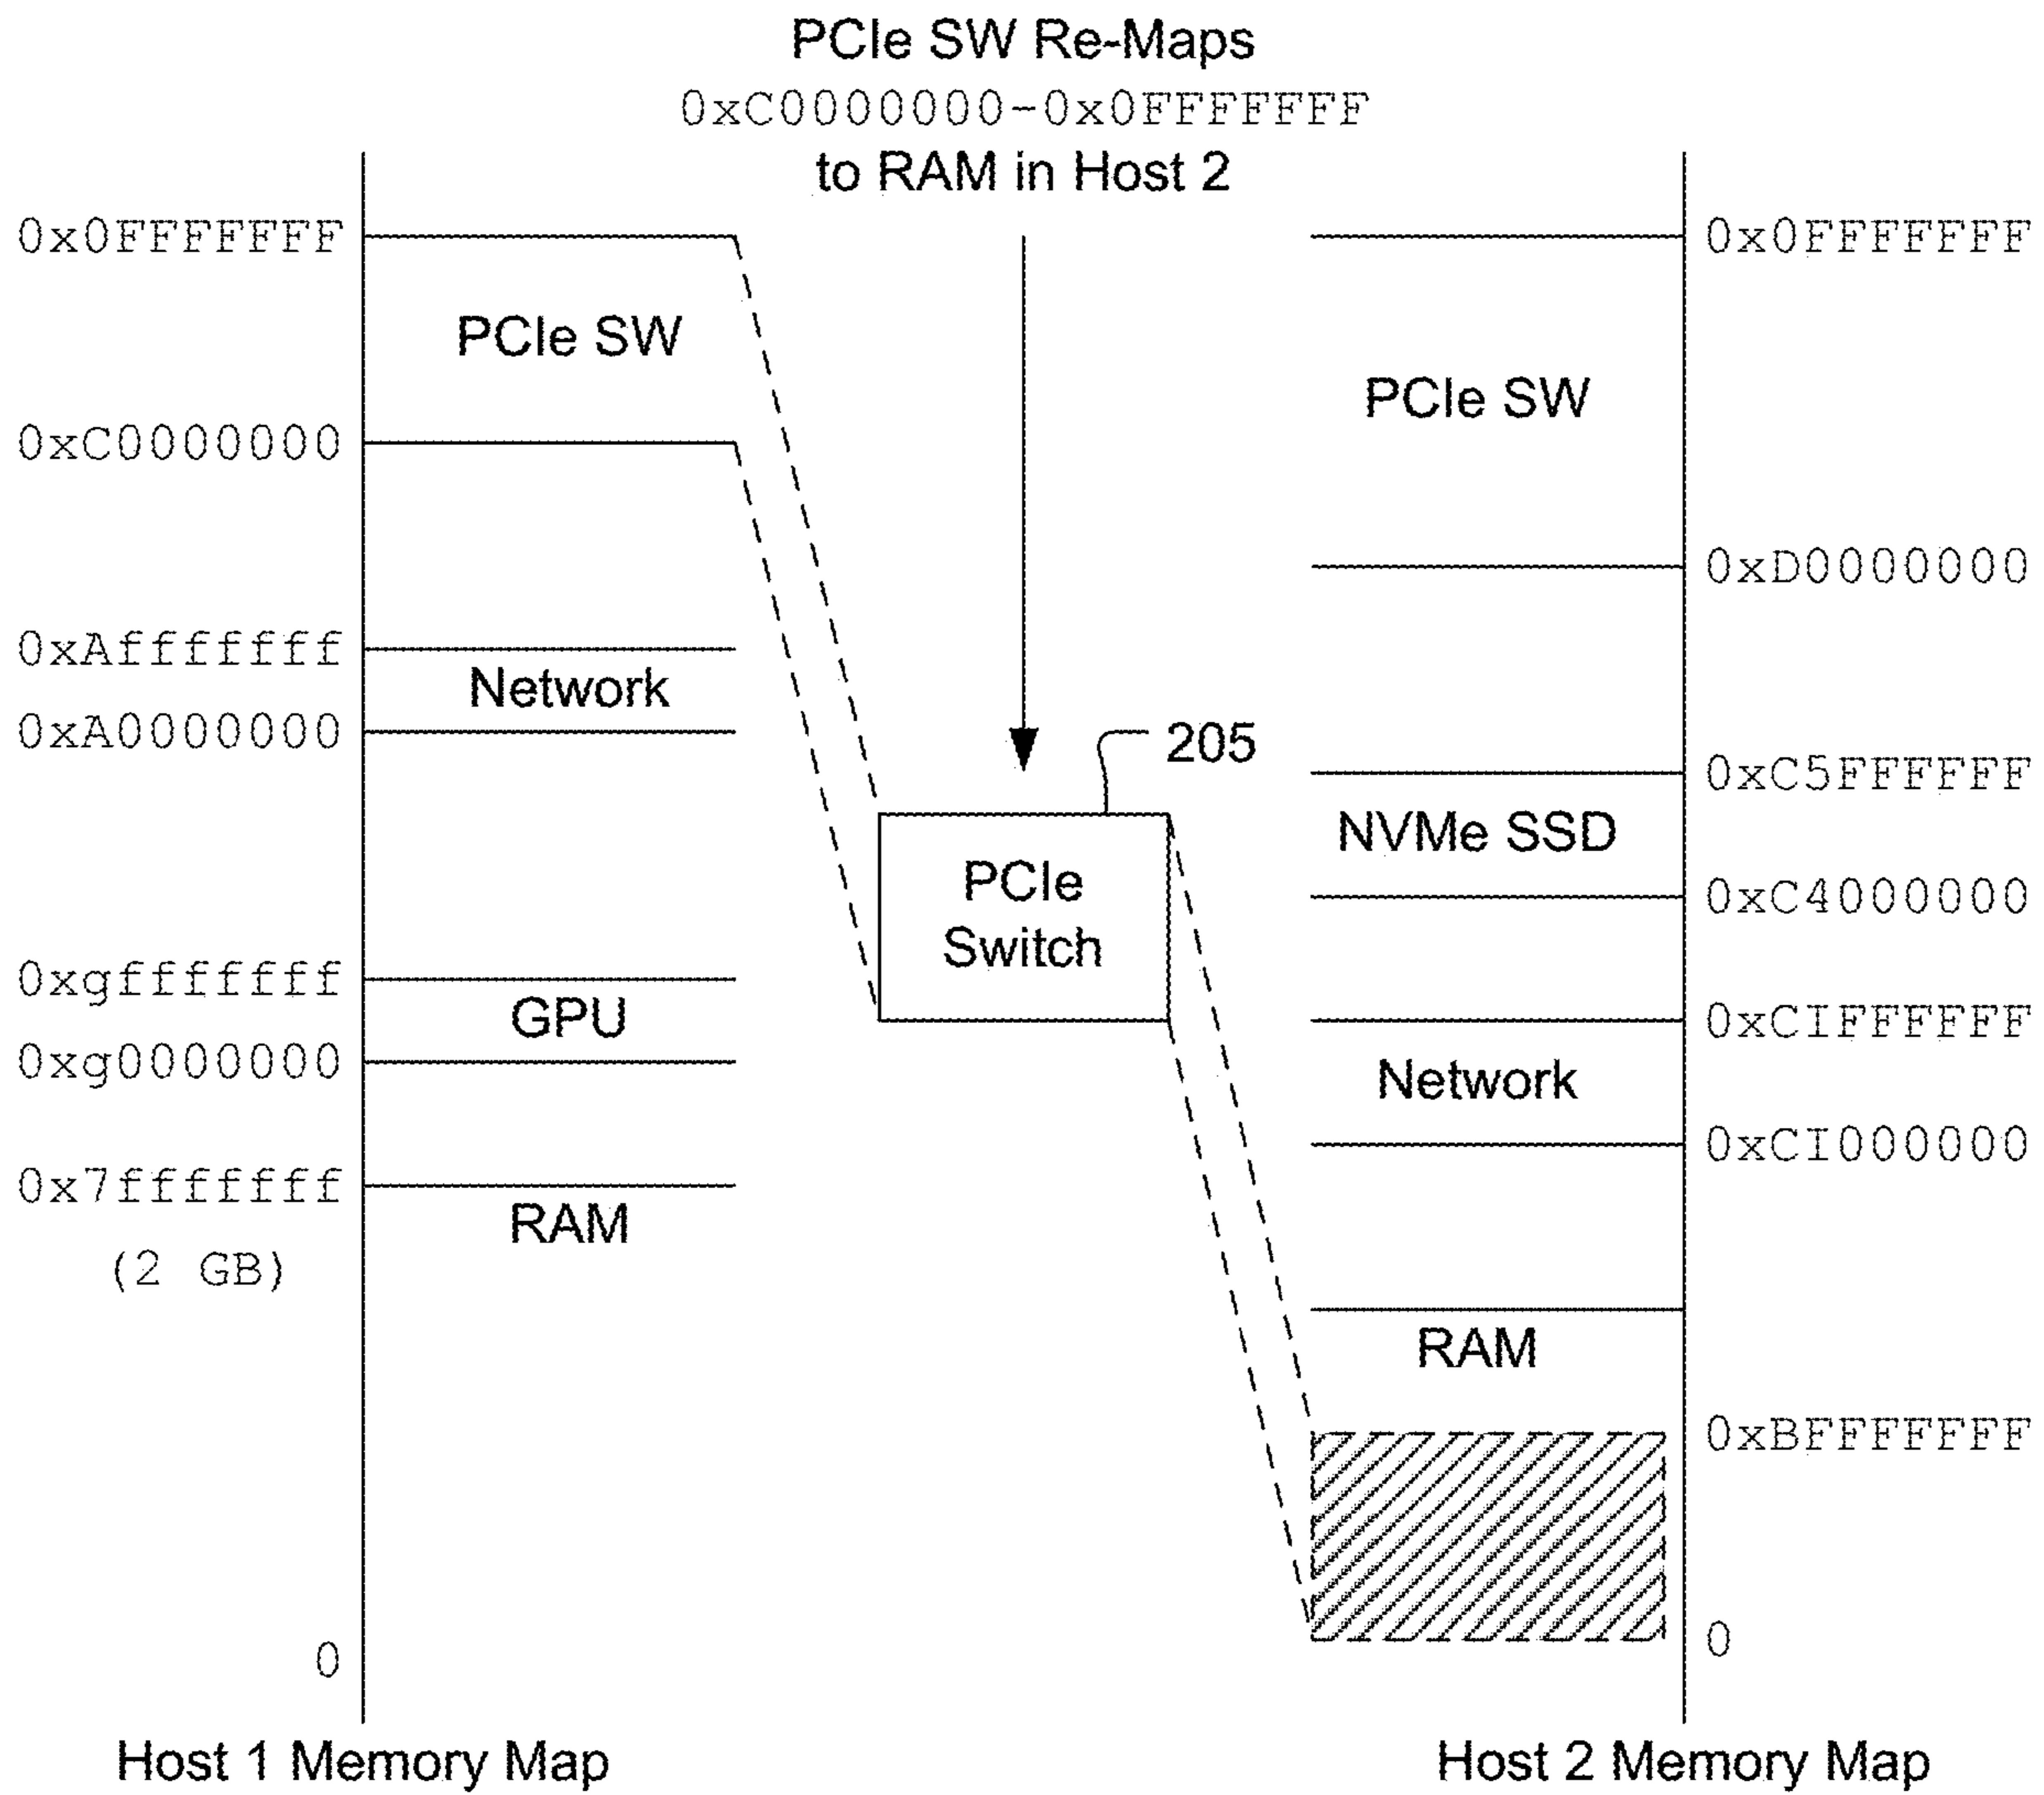 PCIe SW Re-Maps
0xC0000000-0x0FFFFFFF
to RAM in Host 2
0x0FFFFFFF
PCIe SW
0xC0000000
0xAfffffff
Network
0xA0000000
0xgfffffff
GPU
0xg0000000
0x7fffffff
RAM
(2 GB)
0
Host 1 Memory Map
205
PCIe
Switch
0x0FFFFFFF
PCIe SW
0xD0000000
0xC5FFFFFF
NVMe SSD
0xC4000000
0xCIFFFFFF
Network
0xCI000000
RAM
0xBFFFFFFF
0
Host 2 Memory Map